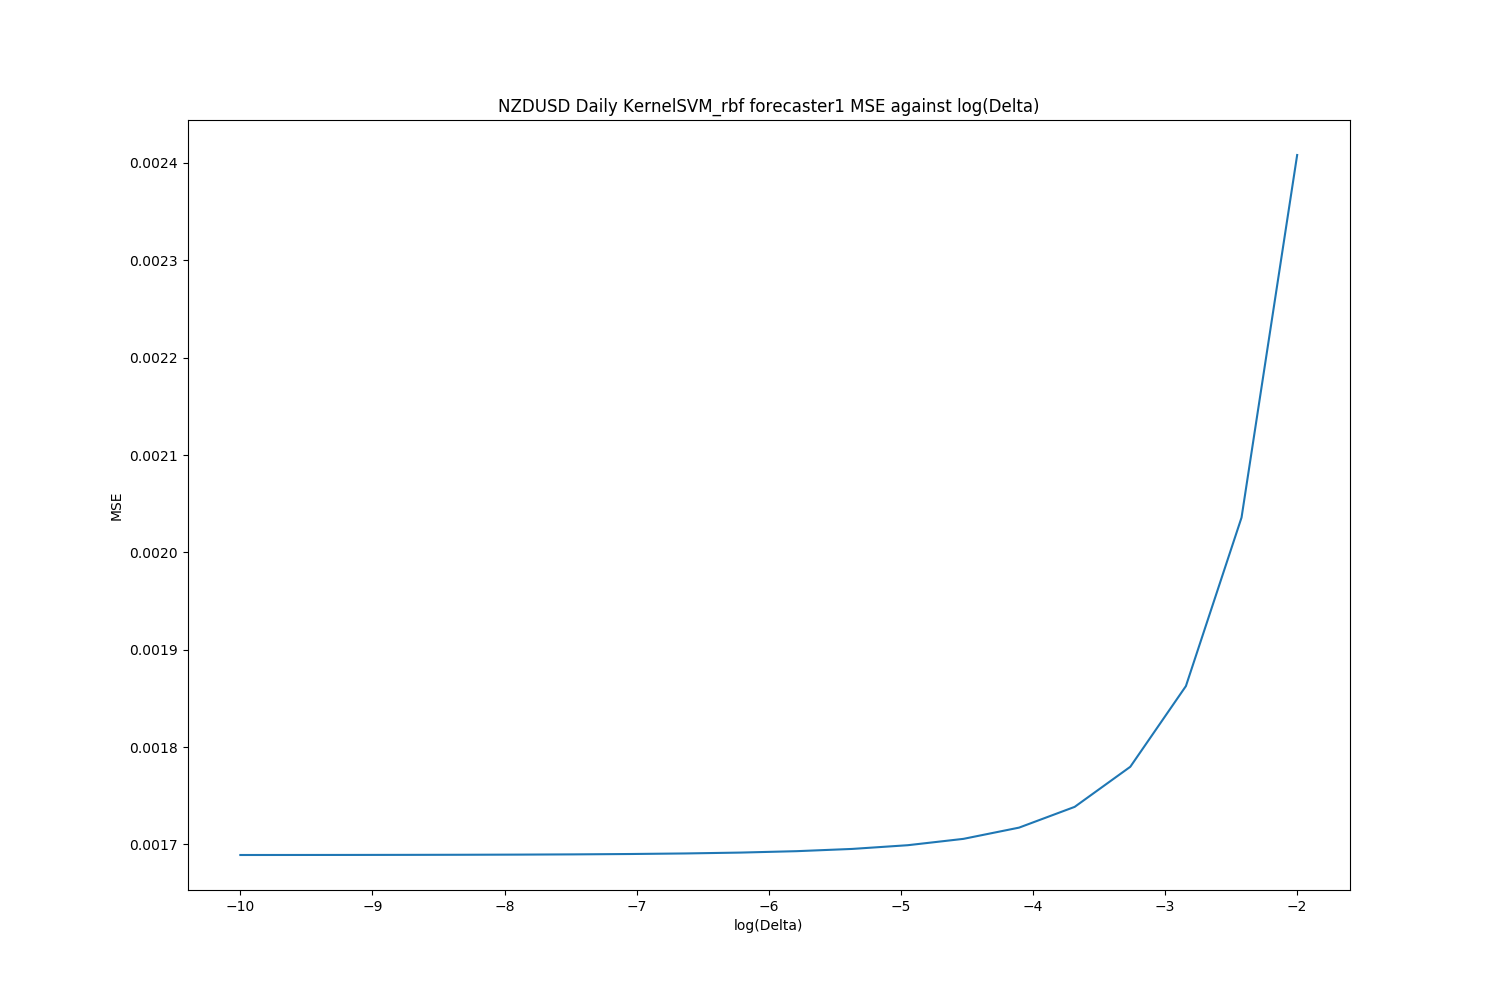 NZDUSD Daily KernelSVM_rbf forecaster1 MSE against log(Delta)
0.0024
0.0023
0.0022
0.0021
0.0020
0.0019
0.0018
0.0017
MSE
−10 −9 −8 −7 −6 −5 −4 −3 −2
log(Delta)